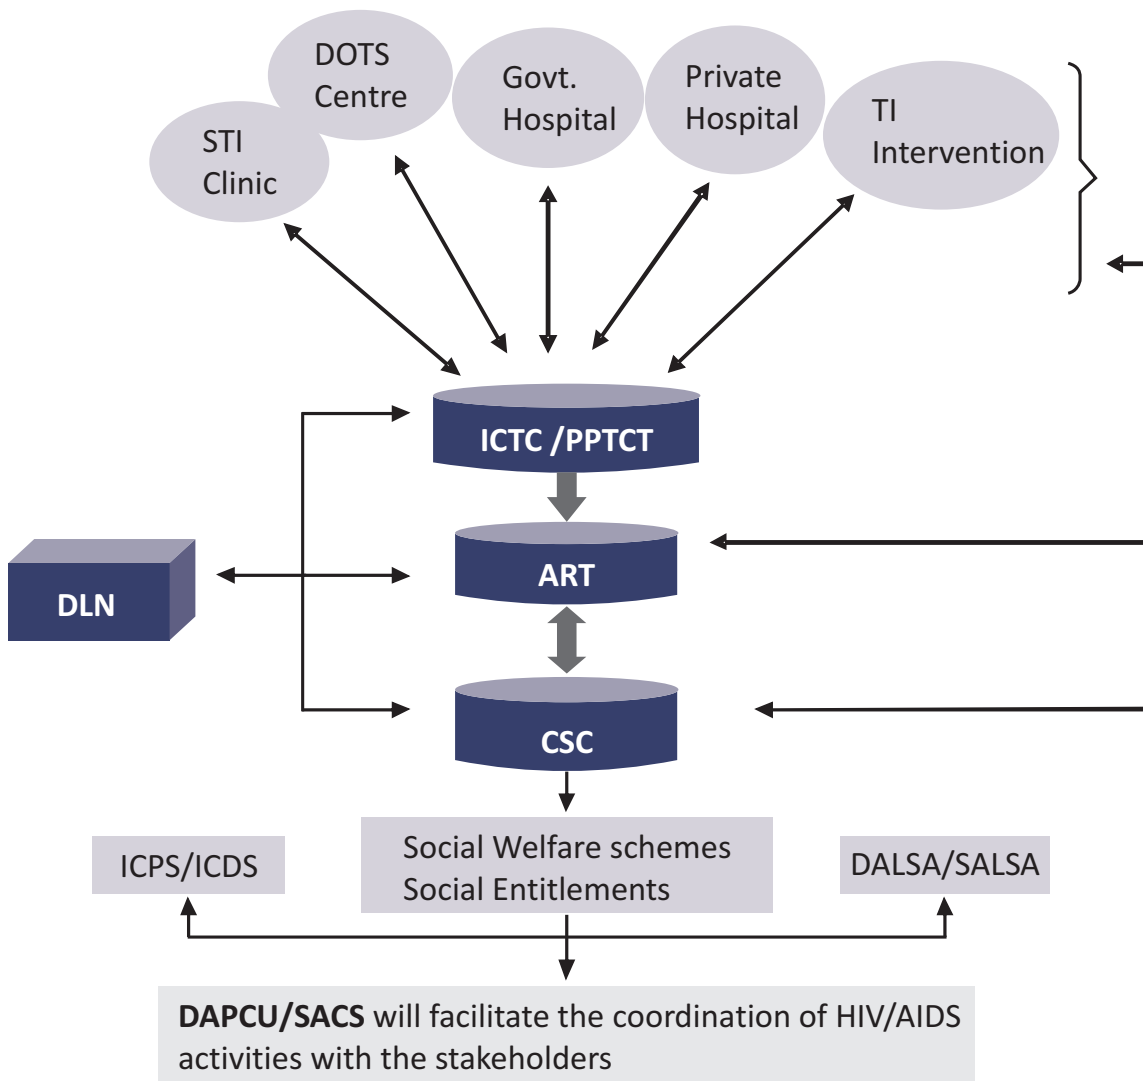 DOTS
Centre
Govt.
Hospital
Private
Hospital
TI
Intervention
STI
Clinic
ICTC /PPTCT
ART
DLN
CSC
Social Welfare schemes
Social Entitlements
ICPS/ICDS
DALSA/SALSA
DAPCU/SACS will facilitate the coordination of HIV/AIDS
activities with the stakeholders